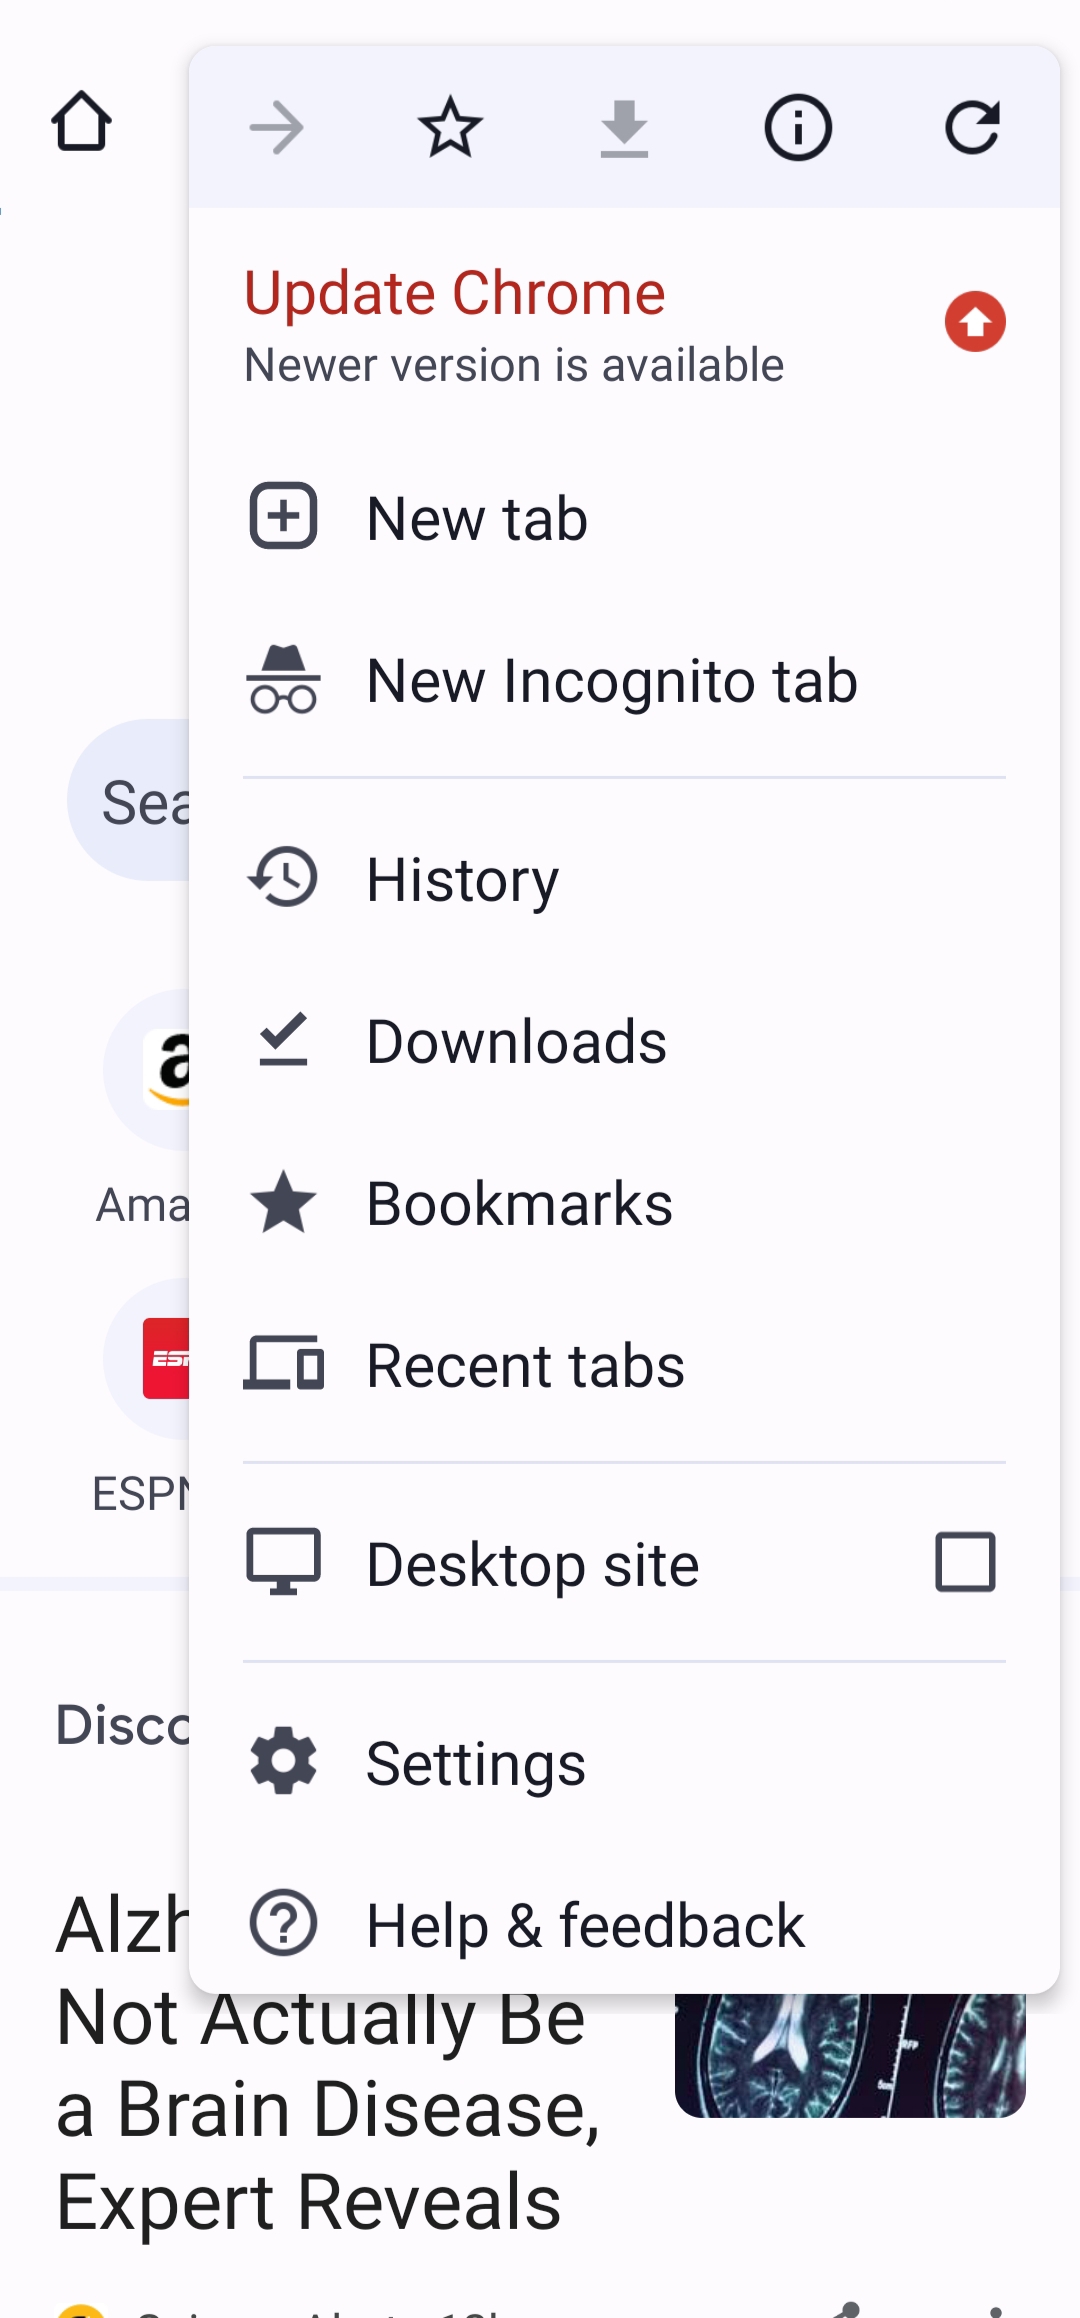 Update Chrome
Newer version is available
New tab
New Incognito tab
History
Downloads
Bookmarks
Recent tabs
Desktop site
Settings
Help & feedback
Not Actually Be
a Brain Disease,
Expert Reveals